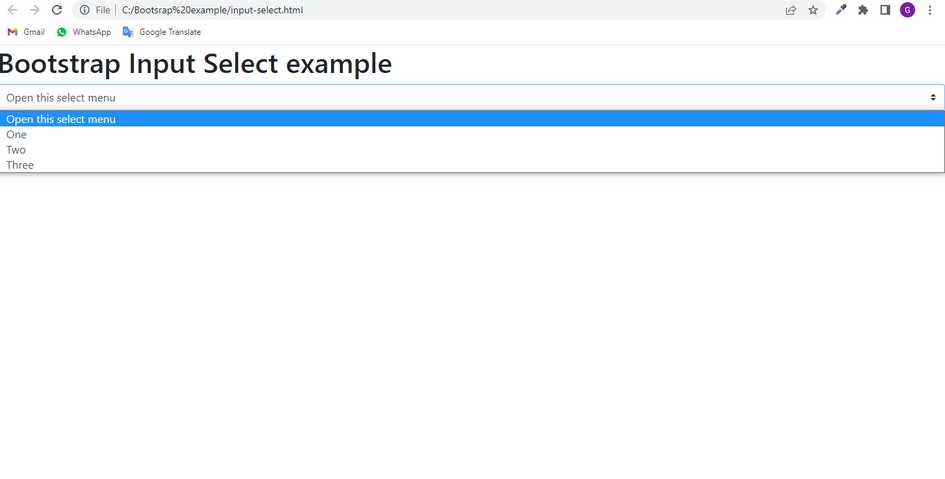 File C:/Bootsrap%20example/input-select.html G
Gmail WhatsApp Google Translate
Bootstrap Input Select example
Open this select menu
Open this select menu
One
Two
Three